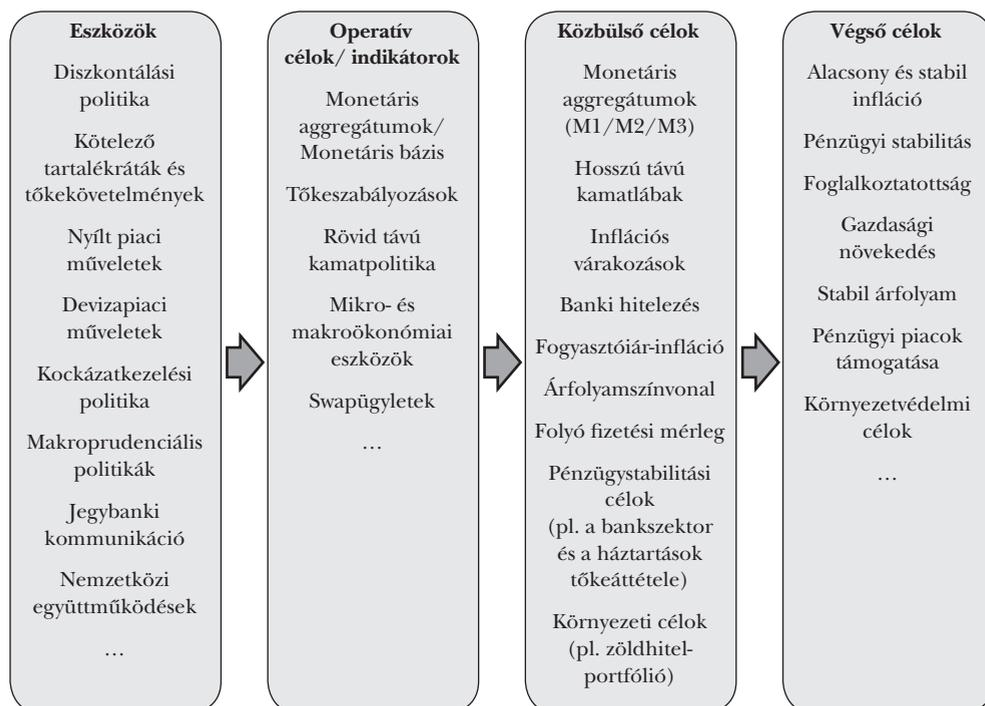 Eszközök
Diszkontálási
politika
Kötelező
tartalékráták és
tőkekövetelmények
Nyílt piaci
műveletek
Devizapiaci
műveletek
Kockázatkezelési
politika
Makroprudenciális
politikák
Jegybanki
kommunikáció
Nemzetközi
együttműködések
…
Operatív
célok/ indikátorok
Monetáris
aggregátumok/
Monetáris bázis
Tőkeszabályozások
Rövid távú
kamatpolitika
Mikro- és
makroökonómiai
eszközök
Swapügyletek
…
Közbülső célok
Monetáris
aggregátumok
(M1/M2/M3)
Hosszú távú
kamatlábak
Inflációs
várakozások
Banki hitelezés
Fogyasztóiár-infláció
Árfolyamszínvonal
Folyó fizetési mérleg
Pénzügystabilitási
célok
(pl. a bankszektor
és a háztartások
tőkeáttétele)
Környezeti célok
(pl. zöldhitel-
portfólió)
Végső célok
Alacsony és stabil
infláció
Pénzügyi stabilitás
Foglalkoztatottság
Gazdasági
növekedés
Stabil árfolyam
Pénzügyi piacok
támogatása
Környezetvédelmi
célok
…